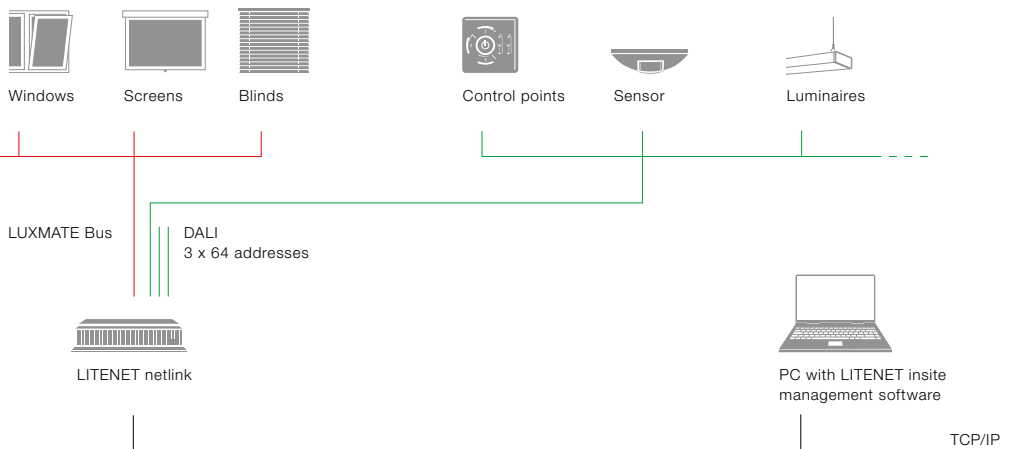 Windows
Screens
Blinds
Control points
Sensor
Luminaires
LUXMATE Bus
DALI
3 x 64 addresses
LITENET netlink
PC with LITENET insite
management software
TCP/IP